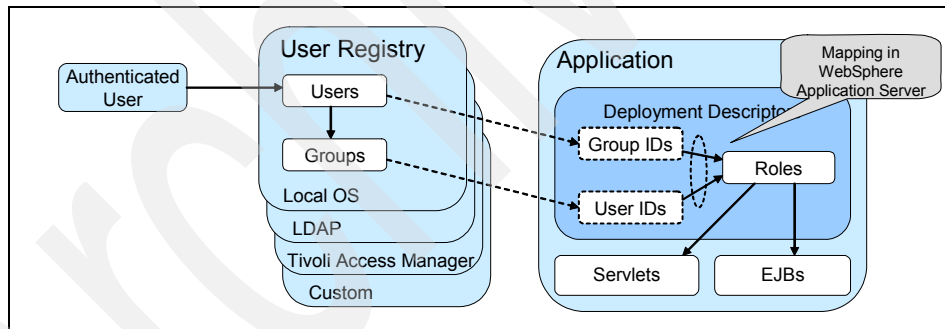 User Registry
Authenticated
User
Users
Groups
Local OS
LDAP
Tivoli Access Manager
Custom
Application
Mapping in
WebSphere
Application Server
Deployment Descripto
Group IDs
User IDs
Roles
Servlets
EJBs